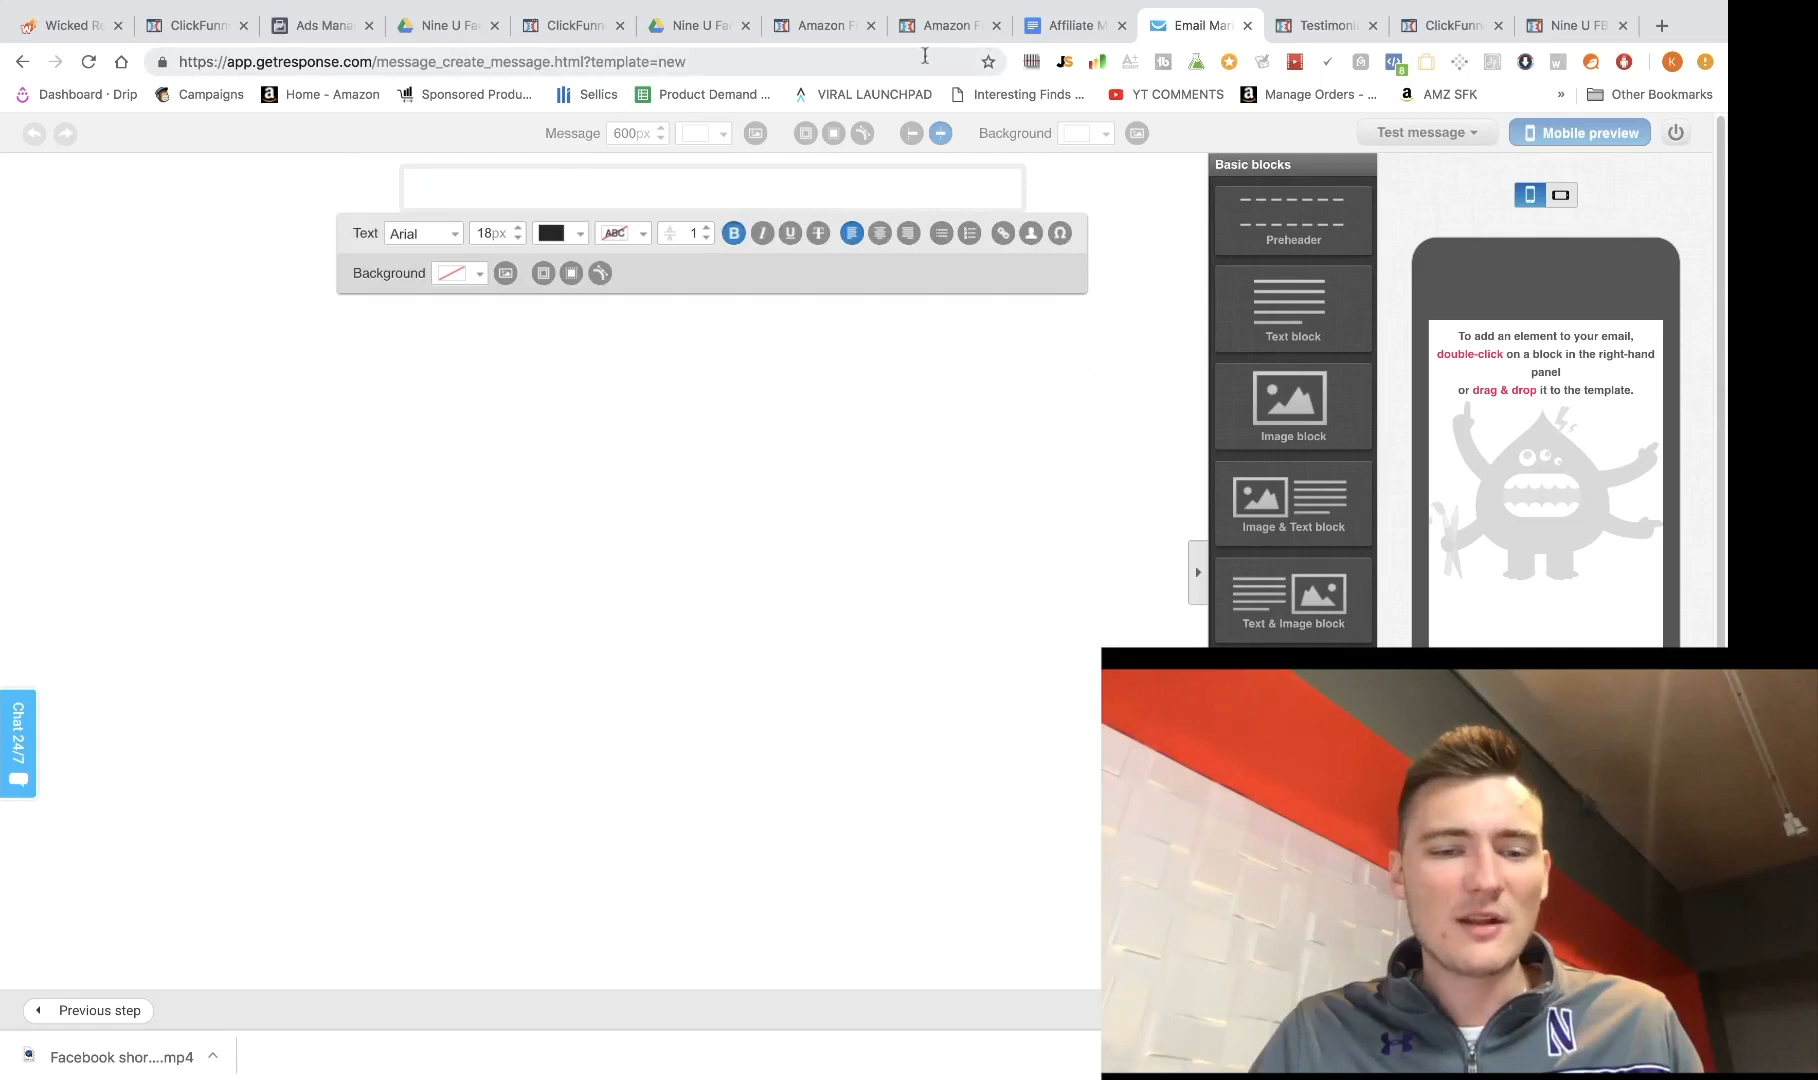 Wicked Re
ClickFunn
Ads Mana
Nine U Fac
ClickFunne
Nine U Fac
Amazon F
Amazon F
Affiliate M
Email Mar
Testimoni
ClickFunn
Nine U FB
https://app.getresponse.com/message_create_message.html?template=new
Dashboard · Drip
Campaigns
Home - Amazon
Sponsored Produ...
Sellics
Product Demand ...
VIRAL LAUNCHPAD
Interesting Finds ...
YT COMMENTS
Manage Orders - ...
AMZ SFK
»
Other Bookmarks
Message 600px
Background
Test message
Mobile preview
Basic blocks
Text Arial 18px ABC 1 B I U T
Background
Preheader
Text block
Image block
Image & Text block
Text & Image block
To add an element to your email,
double-click on a block in the right-hand
panel
or drag & drop it to the template.
Chat 24/7
Previous step
Facebook shor....mp4
N